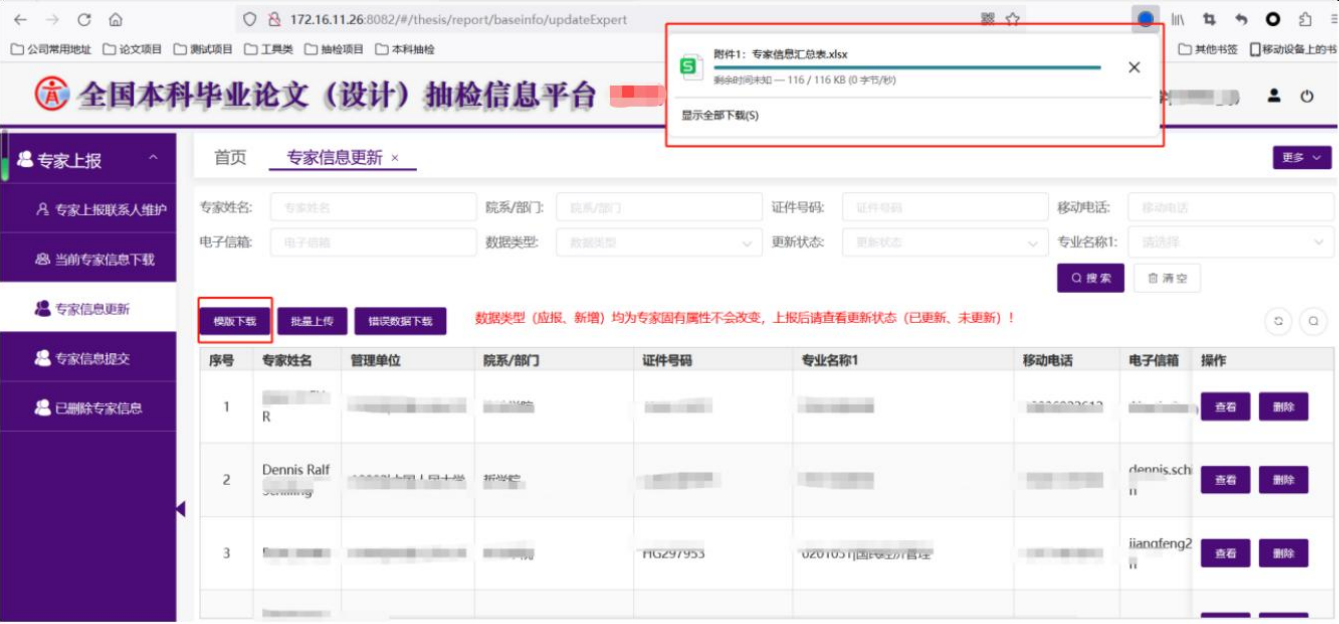 172.16.11.26:8082/#/thesis/report/baseinfo/updateExpert
公司常用地址 论文项目 测试项目 工具类 抽检项目 本科抽检
其他书签 移动设备上的书
附件1：专家信息汇总表.xlsx
剩余时间未知 — 116 / 116 KB (0 字节/秒)
显示全部下载(S)
全国本科毕业论文（设计）抽检信息平台
专家上报
专家上报联系人维护
当前专家信息下载
专家信息更新
专家信息提交
已删除专家信息
首页 专家信息更新 × 更多
专家姓名: 专家姓名 院系/部门: 院系/部门 证件号码: 证件号码 移动电话: 移动电话
电子信箱: 电子信箱 数据类型: 数据类型 更新状态: 更新状态 专业名称1: 请选择
搜索 清空
模版下载 批量上传 错误数据下载 数据类型（应报、新增）均为专家固有属性不会改变，上报后请查看更新状态（已更新、未更新）！
序号 专家姓名 管理单位 院系/部门 证件号码 专业名称1 移动电话 电子信箱 操作
1 R 查看 删除
2 Dennis Ralf dennis.sch 查看 删除
3 HG297953 0201051|国民经济管理 jiangfeng2 查看 删除